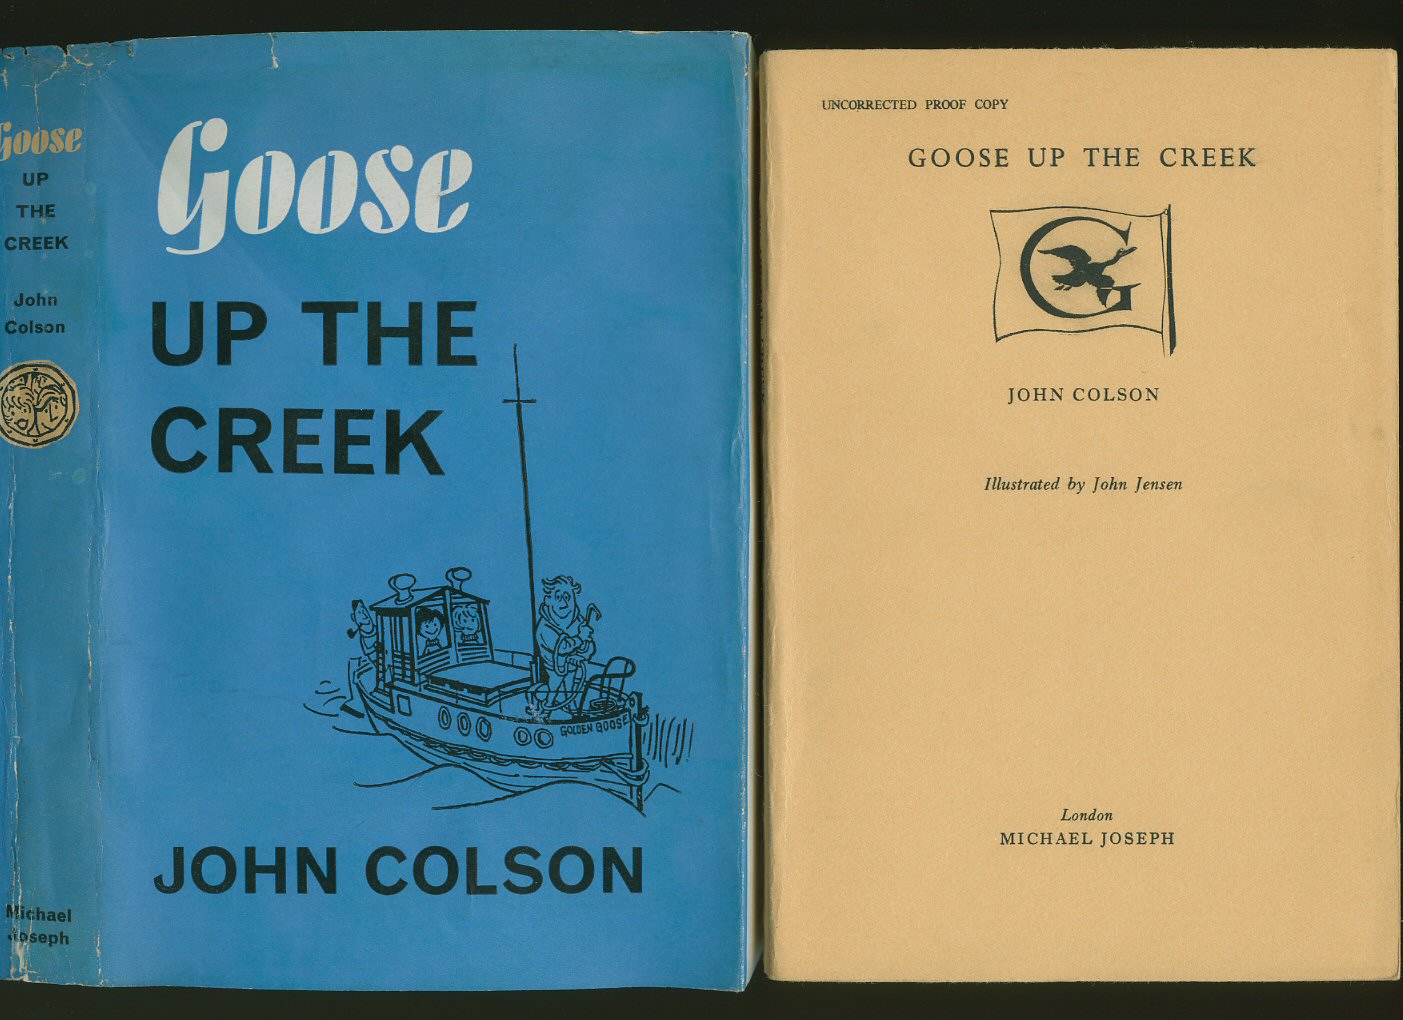 Goose
UP
THE
CREEK
John
Colson
Michael
Joseph
Goose
UP THE
CREEK
GOLDEN GOOSE
JOHN COLSON
UNCORRECTED PROOF COPY
GOOSE UP THE CREEK
G
JOHN COLSON
Illustrated by John Jensen
London
MICHAEL JOSEPH